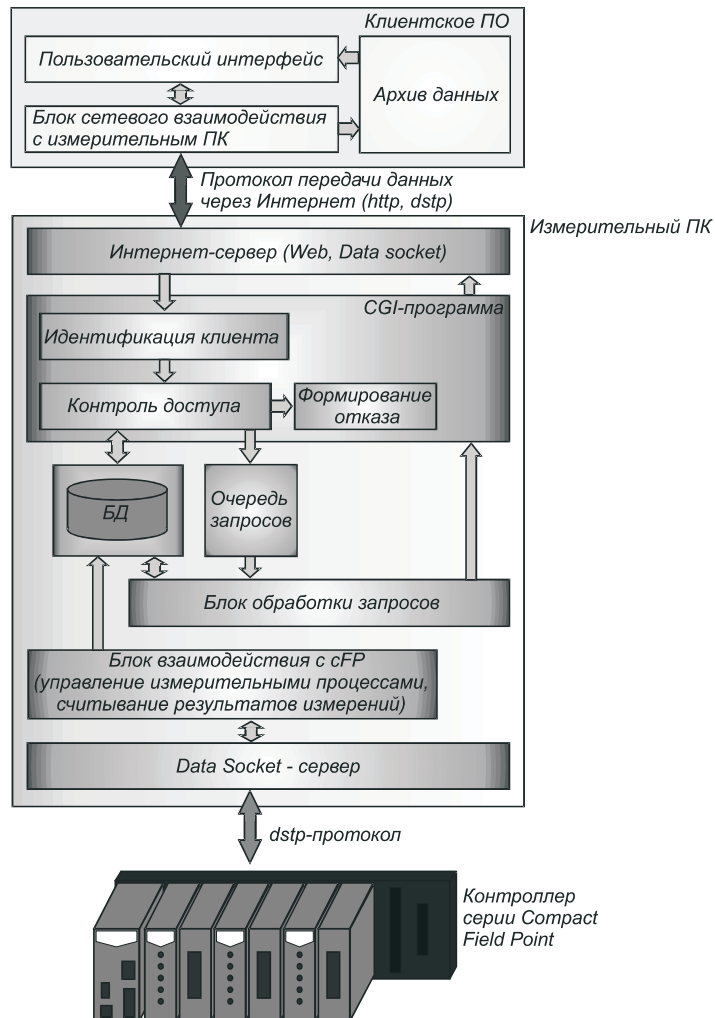 Клиентское ПО
Пользовательский интерфейс
Архив данных
Блок сетевого взаимодействия
с измерительным ПК
Протокол передачи данных
через Интернет (http, dstp)
Измерительный ПК
Интернет-сервер (Web, Data socket)
CGI-программа
Идентификация клиента
Контроль доступа
Формирование
отказа
БД
Очередь
запросов
Блок обработки запросов
Блок взаимодействия с cFP
(управление измерительными процессами,
считывание результатов измерений)
Data Socket - сервер
dstp-протокол
Контроллер
серии Compact
Field Point